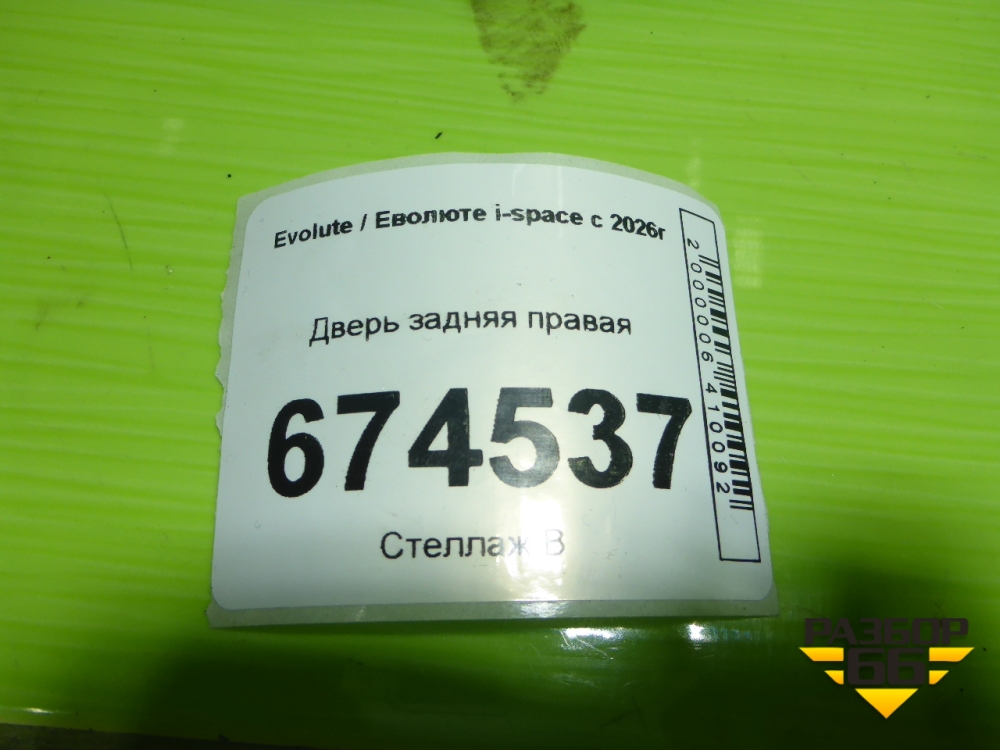 Evolute / Еволюте i-space с 2026г
Дверь задняя правая
674537
Стеллаж В
2000006410092
РАЗБОР
66